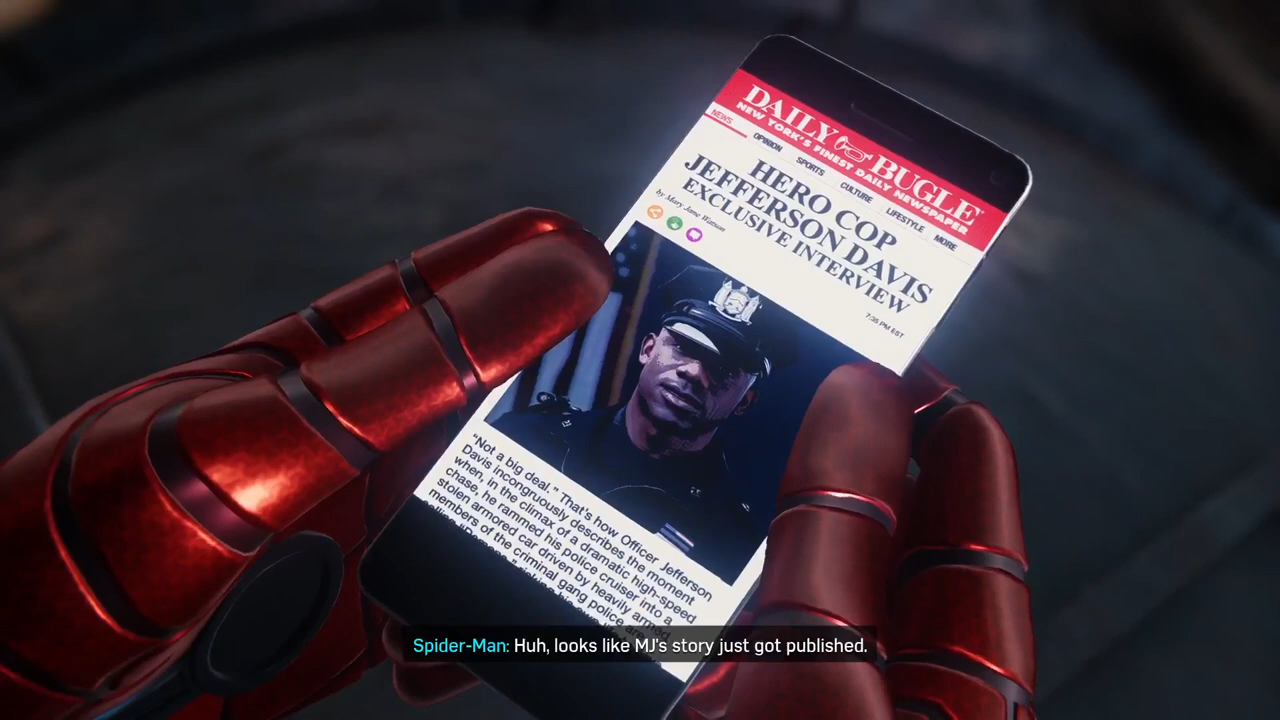 DAILY BUGLE
NEW YORK'S FINEST DAILY NEWSPAPER
NEWS OPINION SPORTS CULTURE LIFESTYLE MORE
HERO COP
JEFFERSON DAVIS
EXCLUSIVE INTERVIEW
by Mary Jane Watson
7:35 PM EST
"Not a big deal." That's how Officer Jefferson
Davis incongruously describes the moment
when, in the climax of a dramatic high-speed
chase, he rammed his police cruiser into a
stolen armored car driven by heavily armed
members of the criminal gang police
Spider-Man: Huh, looks like MJ's story just got published.